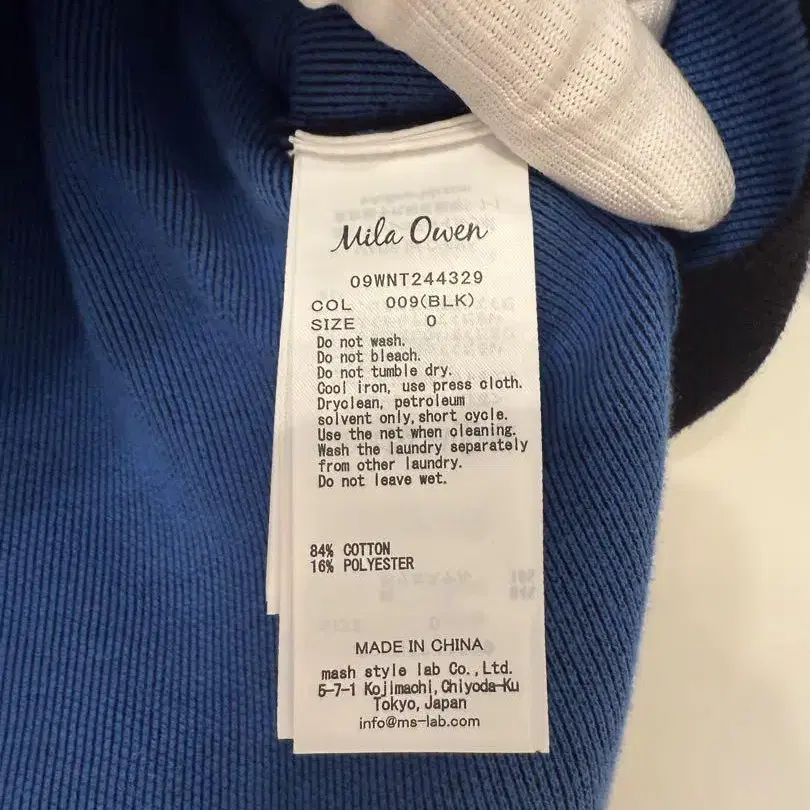 Mila Owen
09WNT244329
COL 009(BLK)
SIZE 0
Do not wash.
Do not bleach.
Do not tumble dry.
Cool iron, use press cloth.
Dryclean, petroleum
solvent only, short cycle.
Use the net when cleaning.
Wash the laundry separately
from other laundry.
Do not leave wet.
84% COTTON
16% POLYESTER
MADE IN CHINA
mash style lab Co., Ltd.
5-7-1 Kojimachi, Chiyoda-Ku
Tokyo, Japan
info@ms-lab.com